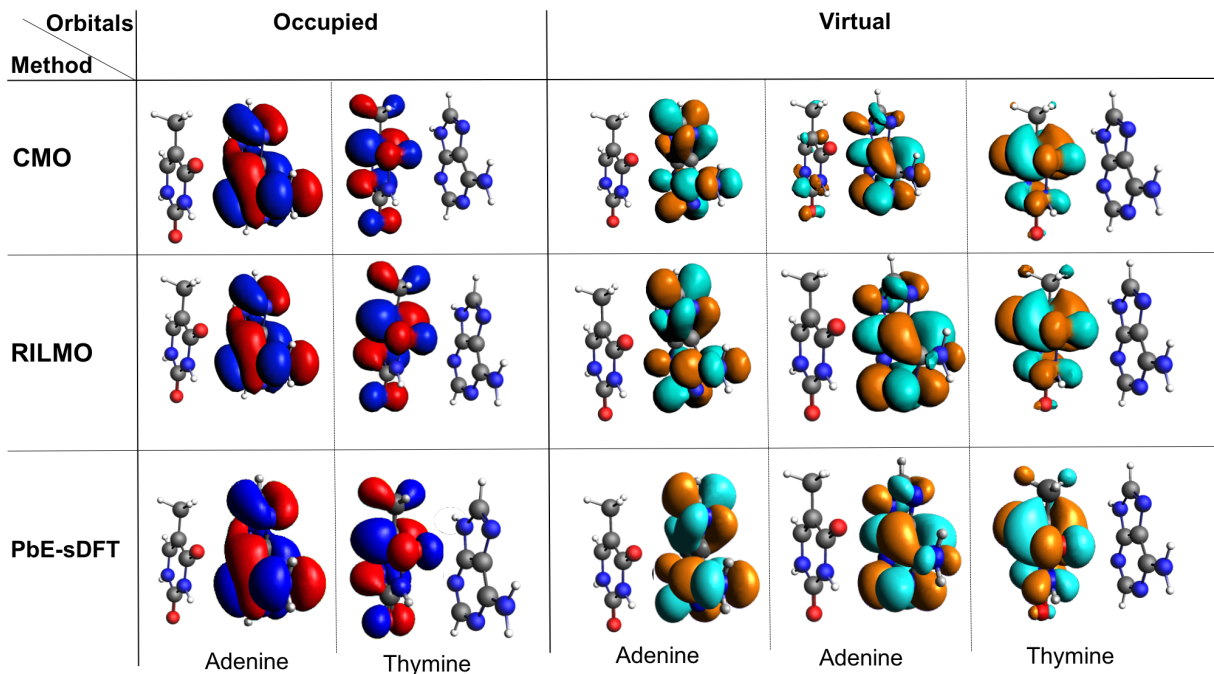 Orbitals
Occupied
Virtual
Method
CMO
RILMO
PbE-sDFT
Adenine
Thymine
Adenine
Adenine
Thymine